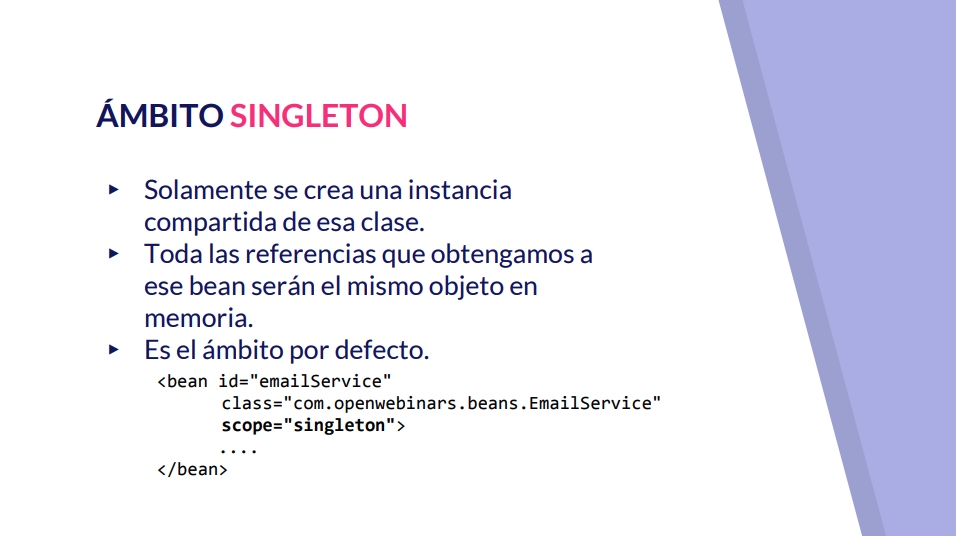 ÁMBITO SINGLETON
▸ Solamente se crea una instancia
compartida de esa clase.
▸ Toda las referencias que obtengamos a
ese bean serán el mismo objeto en
memoria.
▸ Es el ámbito por defecto.
<bean id="emailService"
class="com.openwebinars.beans.EmailService"
scope="singleton">
....
</bean>